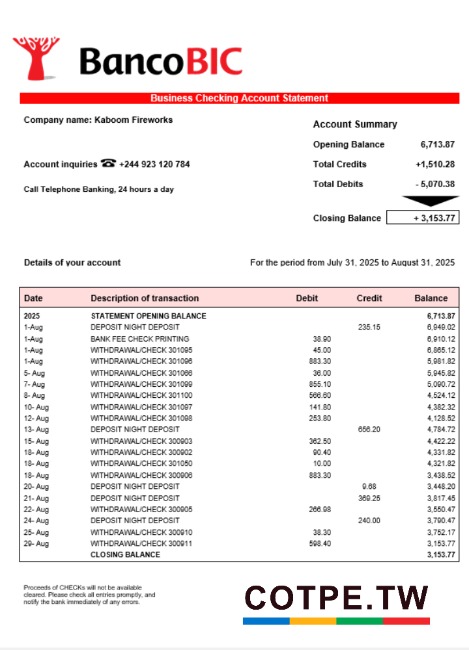 BancoBIC
Business Checking Account Statement
Company name: Kaboom Fireworks
Account Summary
Opening Balance 6,713.87
Account inquiries ☎ +244 923 120 784
Total Credits +1,510.28
Call Telephone Banking, 24 hours a day
Total Debits - 5,070.38
Closing Balance + 3,153.77
Details of your account
For the period from July 31, 2025 to August 31, 2025
Date Description of transaction Debit Credit Balance
2025 STATEMENT OPENING BALANCE 6,713.87
1-Aug DEPOSIT NIGHT DEPOSIT 235.15 6,949.02
1-Aug BANK FEE CHECK PRINTING 38.90 6,910.12
1-Aug WITHDRAWAL/CHECK 301095 45.00 6,865.12
1-Aug WITHDRAWAL/CHECK 301096 883.30 5,981.82
5- Aug WITHDRAWAL/CHECK 301066 36.00 5,945.82
7- Aug WITHDRAWAL/CHECK 301099 855.10 5,090.72
8- Aug WITHDRAWAL/CHECK 301100 566.60 4,524.12
10- Aug WITHDRAWAL/CHECK 301097 141.80 4,382.32
12- Aug WITHDRAWAL/CHECK 301098 253.80 4,128.52
13- Aug DEPOSIT NIGHT DEPOSIT 656.20 4,784.72
15- Aug WITHDRAWAL/CHECK 300903 362.50 4,422.22
18- Aug WITHDRAWAL/CHECK 300902 90.40 4,331.82
18- Aug WITHDRAWAL/CHECK 301050 10.00 4,321.82
18- Aug WITHDRAWAL/CHECK 300906 883.30 3,438.52
20- Aug DEPOSIT NIGHT DEPOSIT 9.68 3,448.20
21- Aug DEPOSIT NIGHT DEPOSIT 369.25 3,817.45
22- Aug WITHDRAWAL/CHECK 300905 266.98 3,550.47
24- Aug DEPOSIT NIGHT DEPOSIT 240.00 3,790.47
25- Aug WITHDRAWAL/CHECK 300910 38.30 3,752.17
29- Aug WITHDRAWAL/CHECK 300911 598.40 3,153.77
CLOSING BALANCE 3,153.77
Proceeds of CHECKs will not be available
cleared. Please check all entries promptly, and
notify the bank immediately of any errors.
COTPE.TW